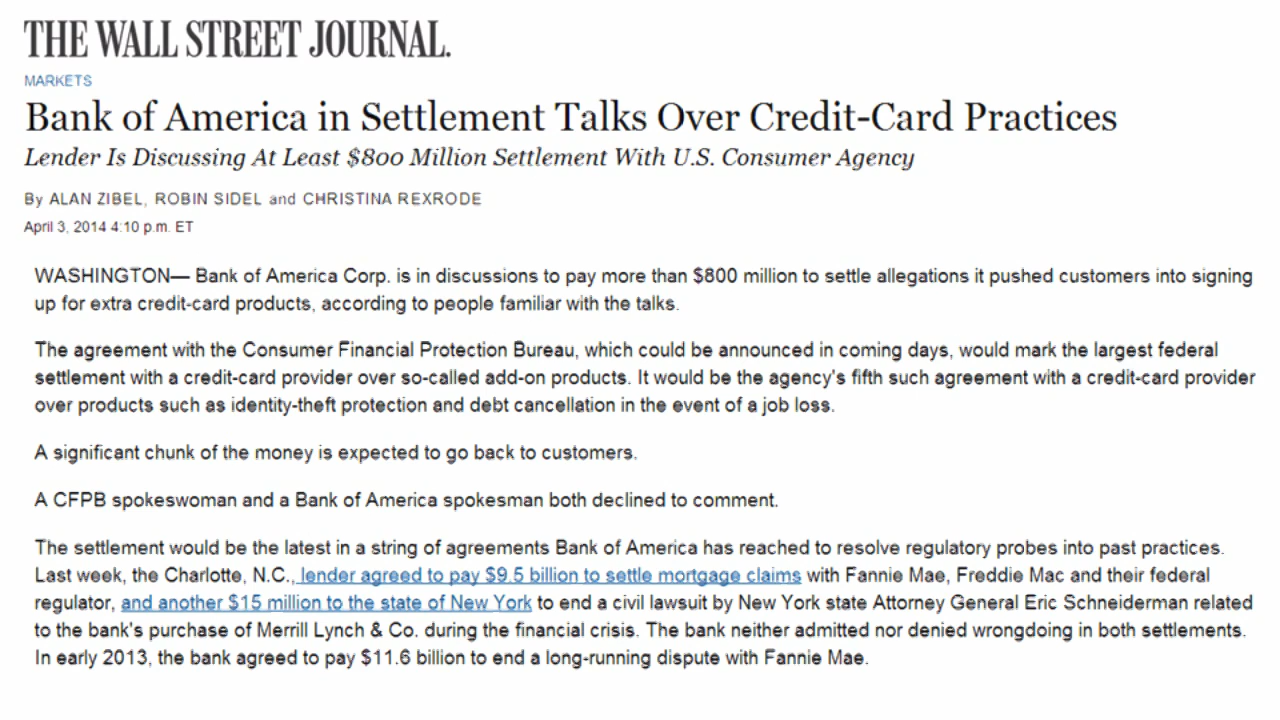 THE WALL STREET JOURNAL.
MARKETS
Bank of America in Settlement Talks Over Credit-Card Practices
Lender Is Discussing At Least $800 Million Settlement With U.S. Consumer Agency
By ALAN ZIBEL, ROBIN SIDEL and CHRISTINA REXRODE
April 3, 2014 4:10 p.m. ET
WASHINGTON— Bank of America Corp. is in discussions to pay more than $800 million to settle allegations it pushed customers into signing
up for extra credit-card products, according to people familiar with the talks.
The agreement with the Consumer Financial Protection Bureau, which could be announced in coming days, would mark the largest federal
settlement with a credit-card provider over so-called add-on products. It would be the agency's fifth such agreement with a credit-card provider
over products such as identity-theft protection and debt cancellation in the event of a job loss.
A significant chunk of the money is expected to go back to customers.
A CFPB spokeswoman and a Bank of America spokesman both declined to comment.
The settlement would be the latest in a string of agreements Bank of America has reached to resolve regulatory probes into past practices.
Last week, the Charlotte, N.C., lender agreed to pay $9.5 billion to settle mortgage claims with Fannie Mae, Freddie Mac and their federal
regulator, and another $15 million to the state of New York to end a civil lawsuit by New York state Attorney General Eric Schneiderman related
to the bank's purchase of Merrill Lynch & Co. during the financial crisis. The bank neither admitted nor denied wrongdoing in both settlements.
In early 2013, the bank agreed to pay $11.6 billion to end a long-running dispute with Fannie Mae.